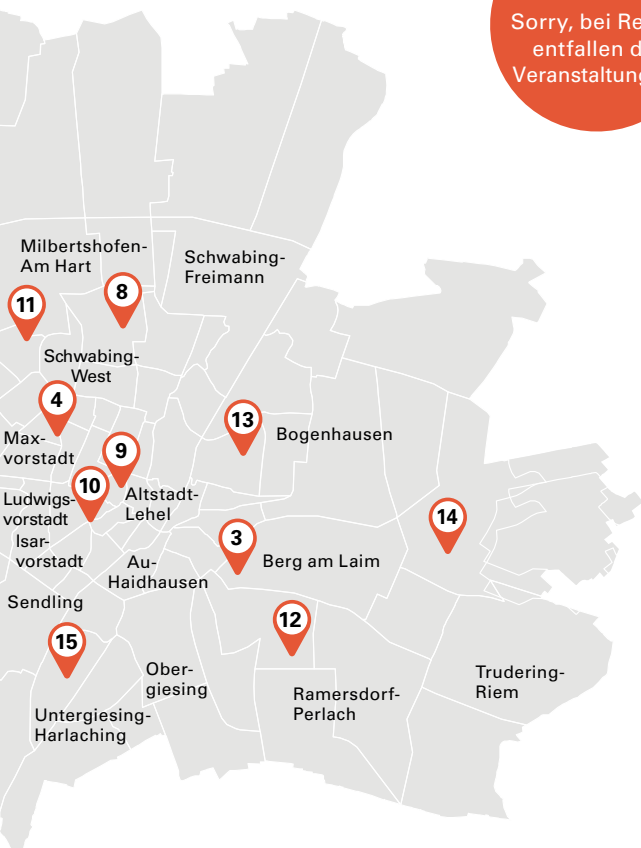 Sorry, bei Re
entfallen d
Veranstaltung
Milbertshofen-
Am Hart
Schwabing-
Freimann
8
11
Schwabing-
West
4
13
Max-
vorstadt
Bogenhausen
9
10
Ludwigs-
vorstadt
Altstadt-
Lehel
14
Isar-
vorstadt
3
Au-
Haidhausen
Berg am Laim
Sendling
12
15
Ober-
giesing
Trudering-
Riem
Ramersdorf-
Perlach
Untergiesing-
Harlaching